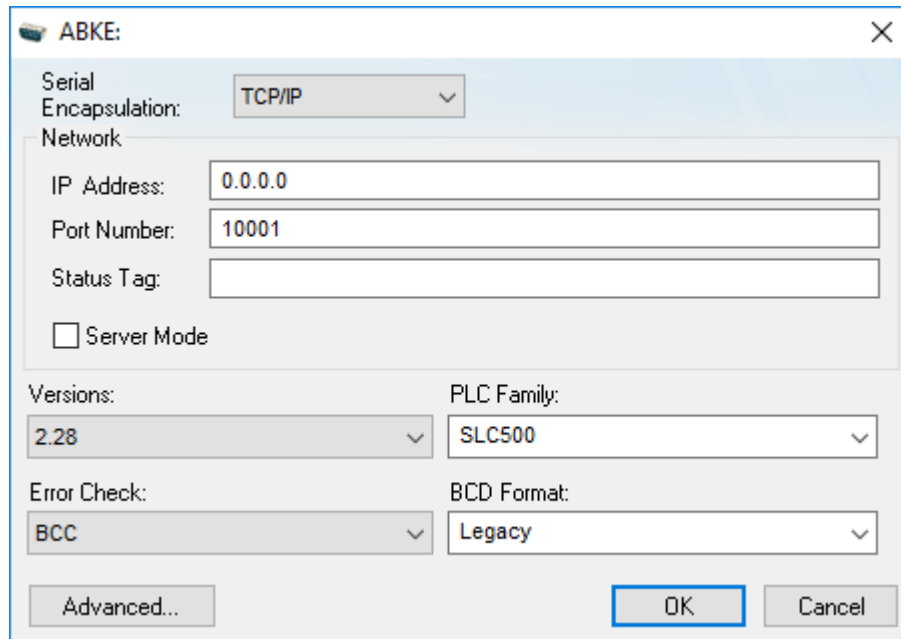 ABKE:
Serial
Encapsulation:
TCP/IP
Network
IP Address:
0.0.0.0
Port Number:
10001
Status Tag:
Server Mode
Versions:
PLC Family:
2.28
SLC500
Error Check:
BCD Format:
BCC
Legacy
Advanced...
OK
Cancel